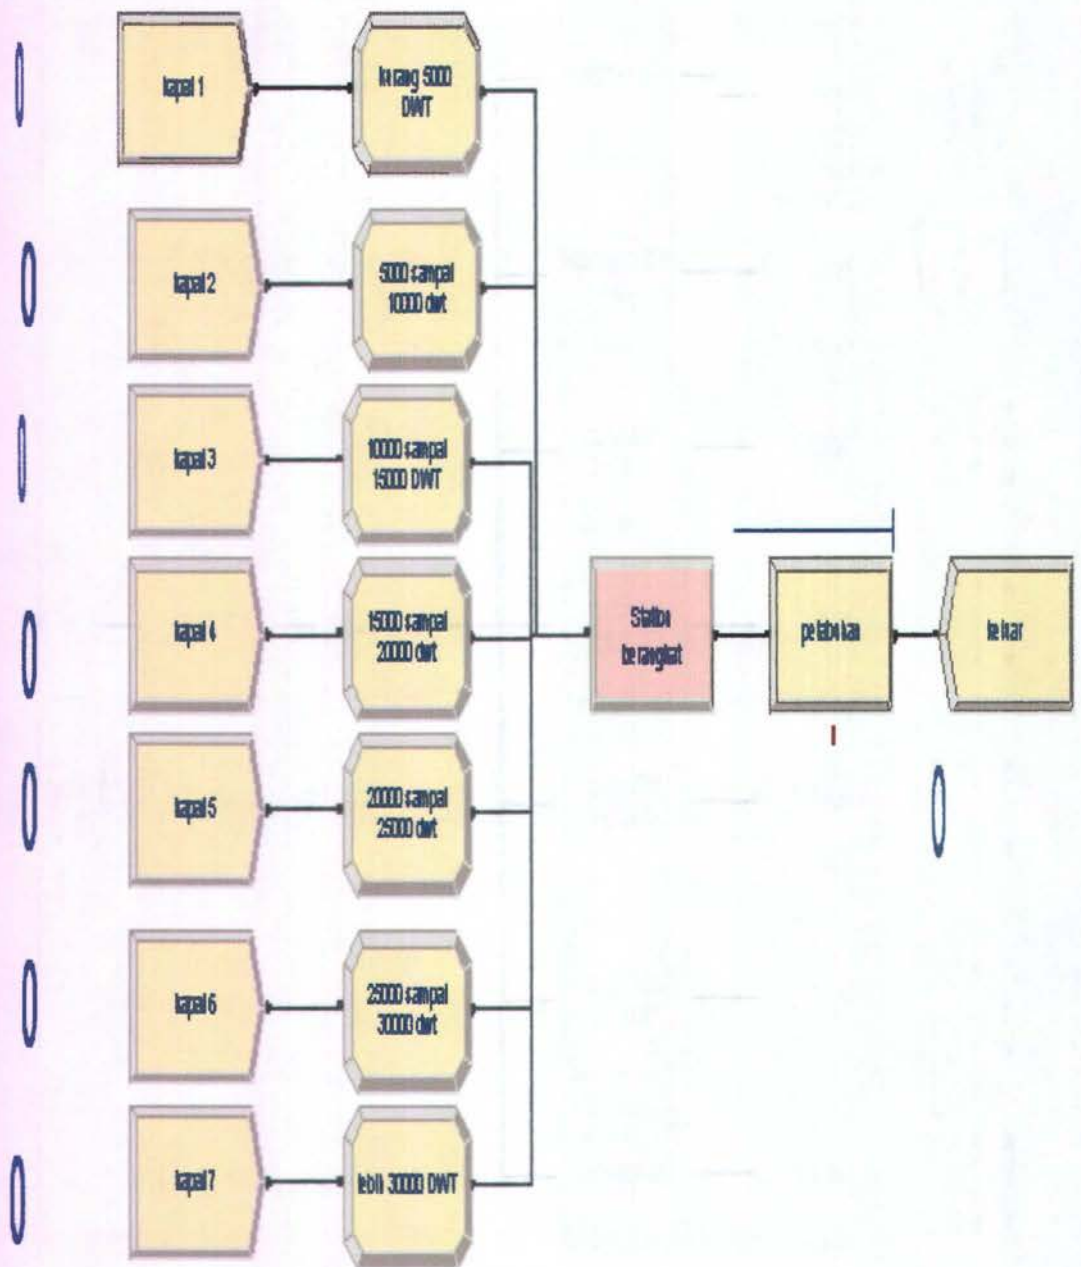 kapal 1
kurang 5000
DWT
kapal 2
5000 sampai
10000 dwt
kapal 3
10000 sampai
15000 DWT
kapal 4
15000 sampai
20000 dwt
Station
berangkat
pelabuhan
keluar
kapal 5
20000 sampai
25000 dwt
kapal 6
25000 sampai
30000 dwt
kapal 7
lebih 30000 DWT
0
0
0
0
0
0
0
0